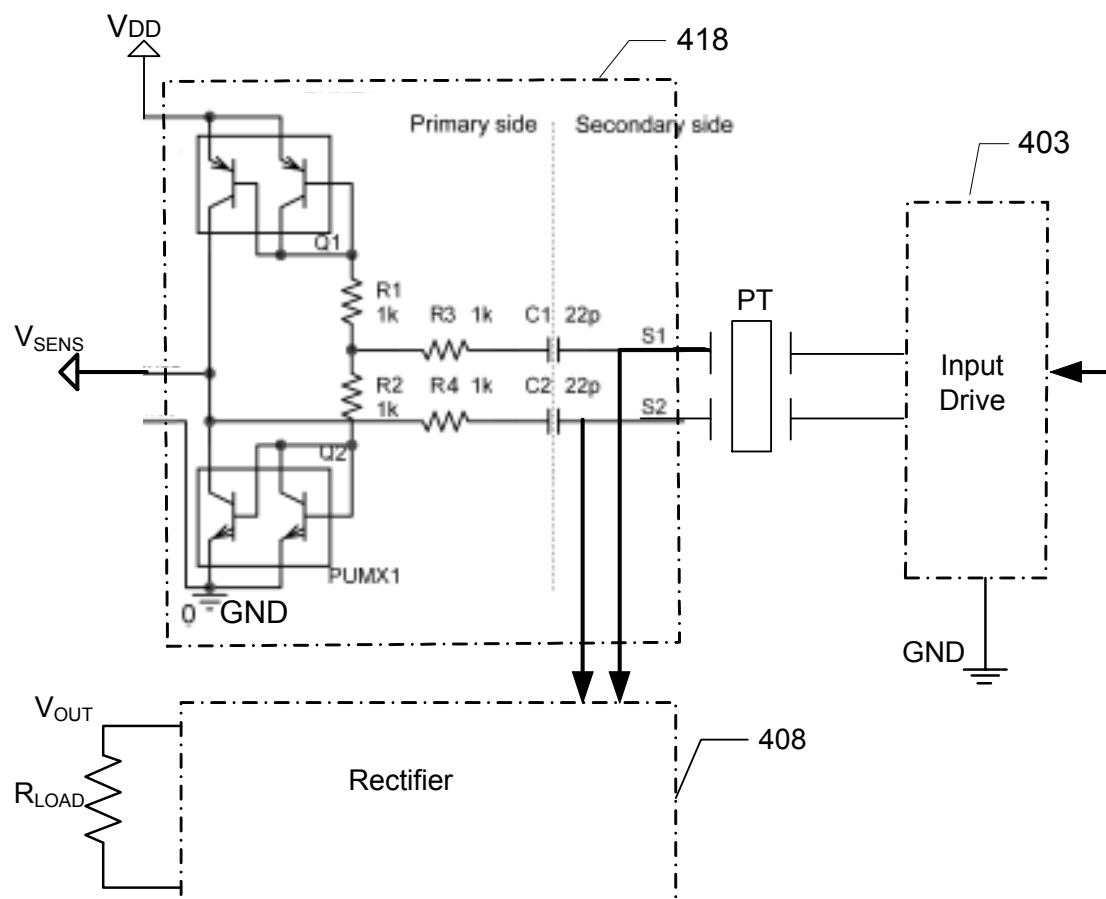 VDD
418
Primary side
Secondary side
403
Q1
R1
1k
R3 1k
C1 22p
S1
PT
VSENS
Input
Drive
R2
1k
R4 1k
C2 22p
S2
Q2
PUMX1
0
GND
GND
VOUT
408
RLOAD
Rectifier